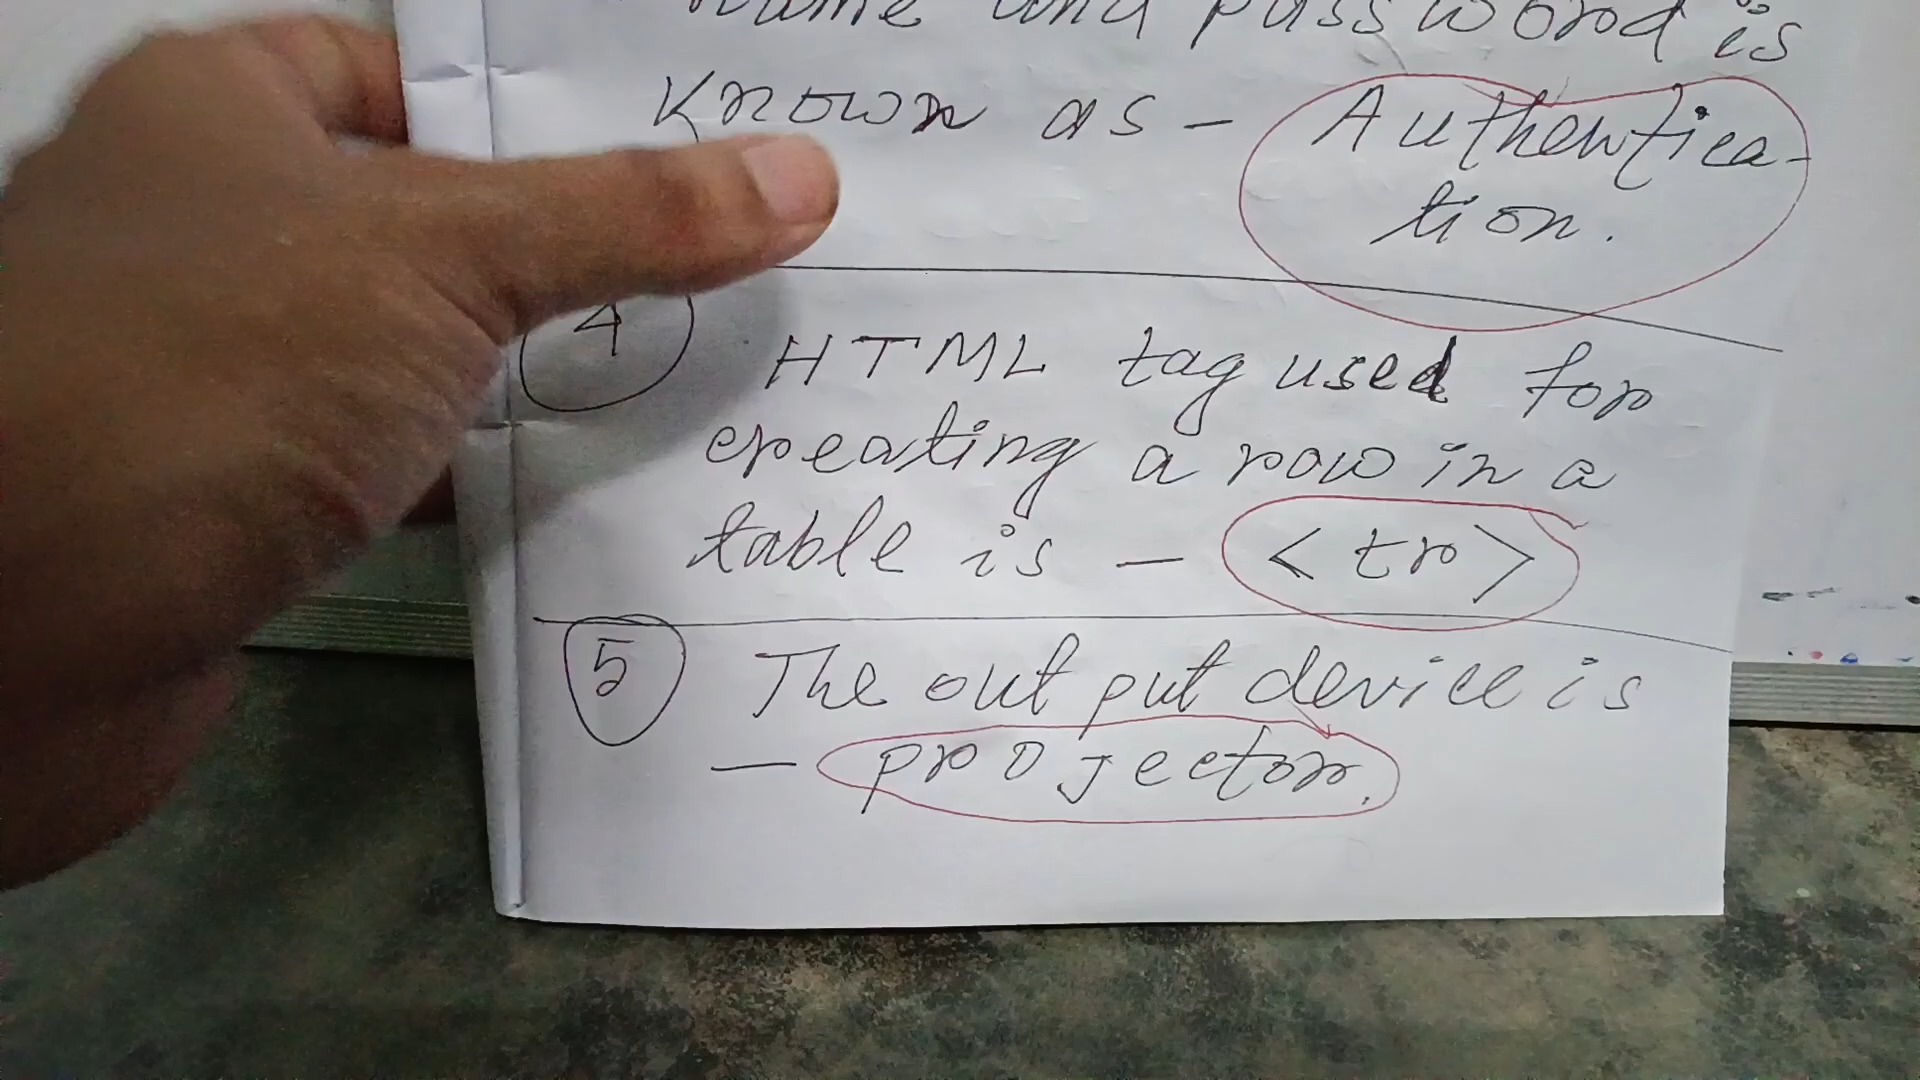 name and password is
known as - Authentica-
tion.
4
HTML tag used for
creating a row in a
table is - <tr>
5
The out put device is
- projector.